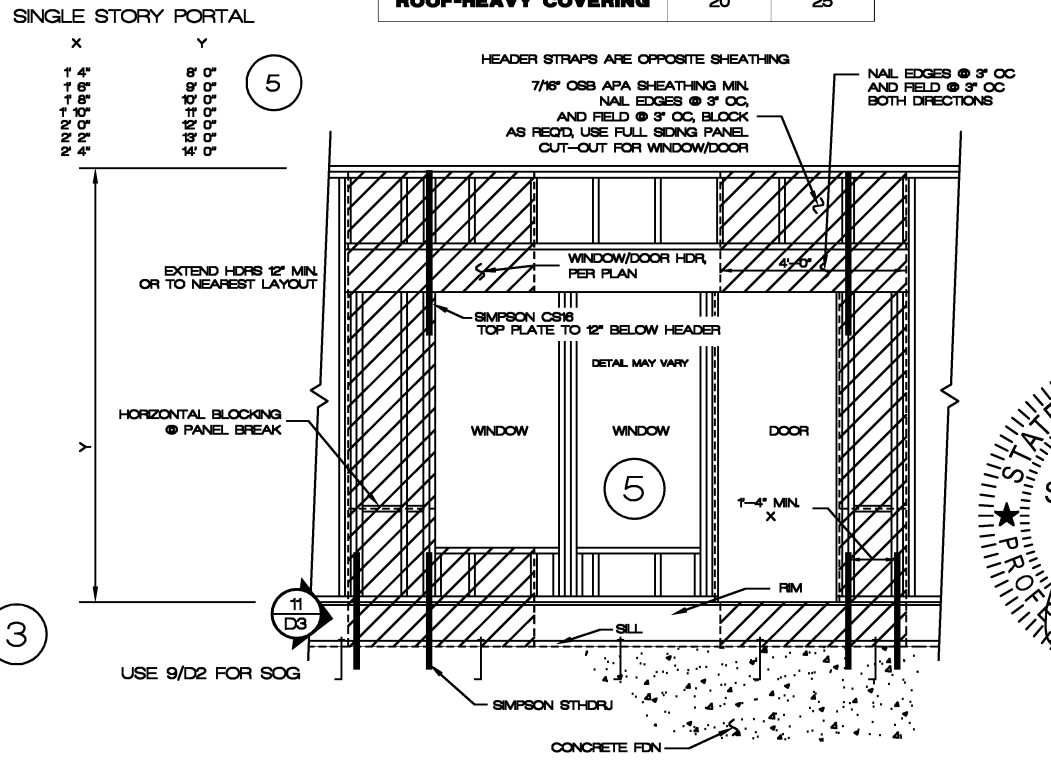 ROOF-HEAVY COVERING 20 25
SINGLE STORY PORTAL
X Y
1' 4" 8' 0"
1' 6" 9' 0"
1' 8" 10' 0"
1' 10" 11' 0"
2' 0" 12' 0"
2' 2" 13' 0"
2' 4" 14' 0"
5
HEADER STRAPS ARE OPPOSITE SHEATHING
7/16" OSB APA SHEATHING MIN.
NAIL EDGES @ 3" OC,
AND FIELD @ 3" OC, BLOCK
AS REQ'D, USE FULL SIDING PANEL
CUT-OUT FOR WINDOW/DOOR
NAIL EDGES @ 3" OC
AND FIELD @ 3" OC
BOTH DIRECTIONS
EXTEND HDRS 12" MIN.
OR TO NEAREST LAYOUT
WINDOW/DOOR HDR,
PER PLAN
4'-0"
SIMPSON CS16
TOP PLATE TO 12" BELOW HEADER
DETAIL MAY VARY
HORIZONTAL BLOCKING
@ PANEL BREAK
Y
WINDOW
WINDOW
DOOR
5
1'-4" MIN.
X
RIM
11
D3
3
SILL
USE 9/D2 FOR SOG
SIMPSON STHDRJ
CONCRETE FDN
STATE
PROFE